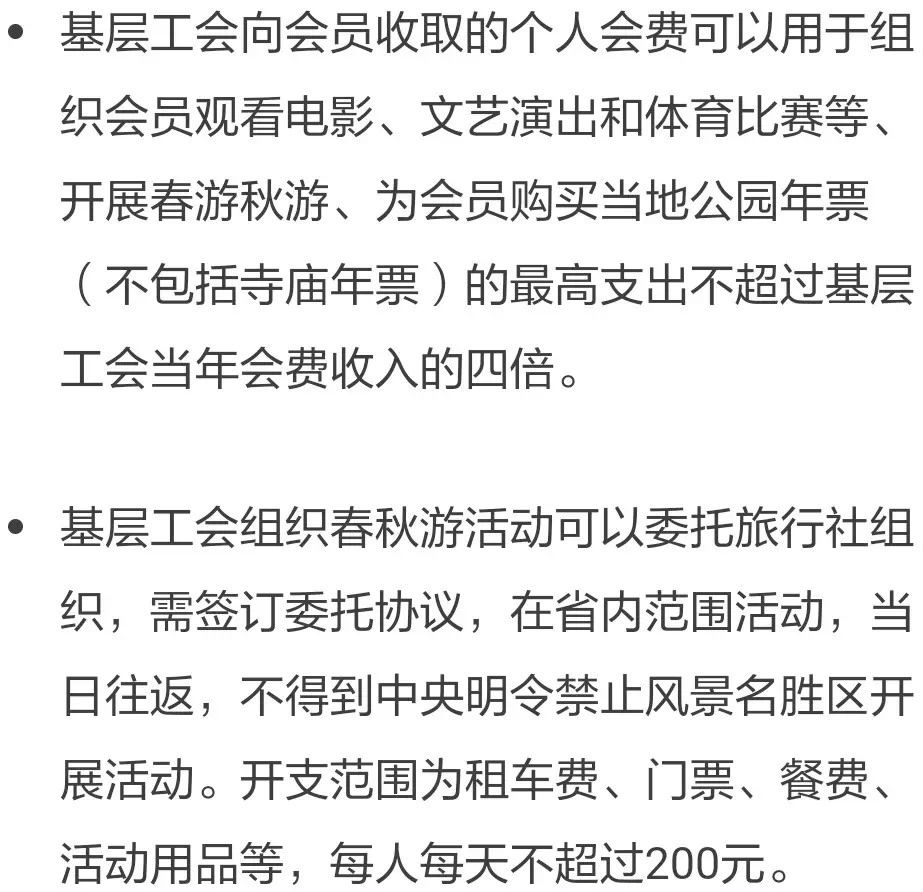 • 基层工会向会员收取的个人会费可以用于组
织会员观看电影、文艺演出和体育比赛等、
开展春游秋游、为会员购买当地公园年票
（不包括寺庙年票）的最高支出不超过基层
工会当年会费收入的四倍。
• 基层工会组织春秋游活动可以委托旅行社组
织，需签订委托协议，在省内范围活动，当
日往返，不得到中央明令禁止风景名胜区开
展活动。开支范围为租车费、门票、餐费、
活动用品等，每人每天不超过200元。